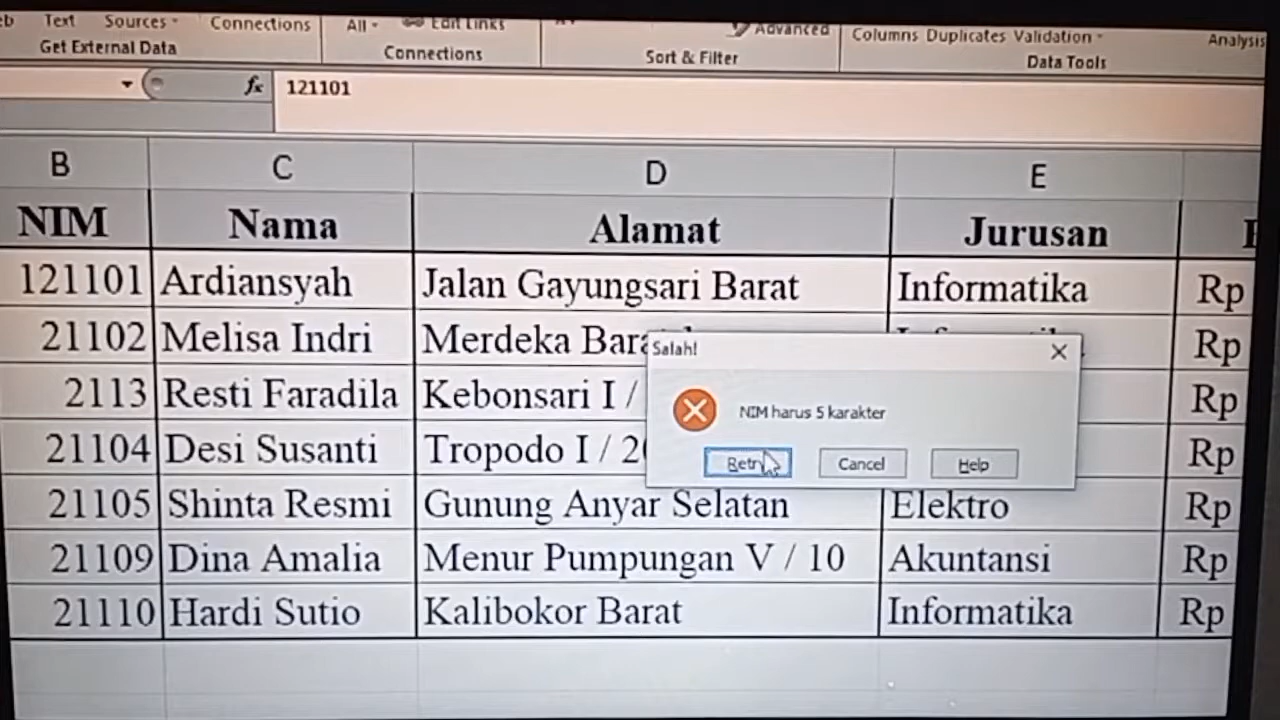 Text Sources Connections All Edit Links Advanced Columns Duplicates Validation Analysis
Get External Data Connections Sort & Filter Data Tools
fx 121101
B C D E
NIM Nama Alamat Jurusan
121101 Ardiansyah Jalan Gayungsari Barat Informatika Rp
21102 Melisa Indri Merdeka Rp
2113 Resti Faradila Kebonsari I / Rp
21104 Desi Susanti Tropodo I / Rp
21105 Shinta Resmi Gunung Anyar Selatan Elektro Rp
21109 Dina Amalia Menur Pumpungan V / 10 Akuntansi Rp
21110 Hardi Sutio Kalibokor Barat Informatika Rp
Salah!
NIM harus 5 karakter
Retry Cancel Help